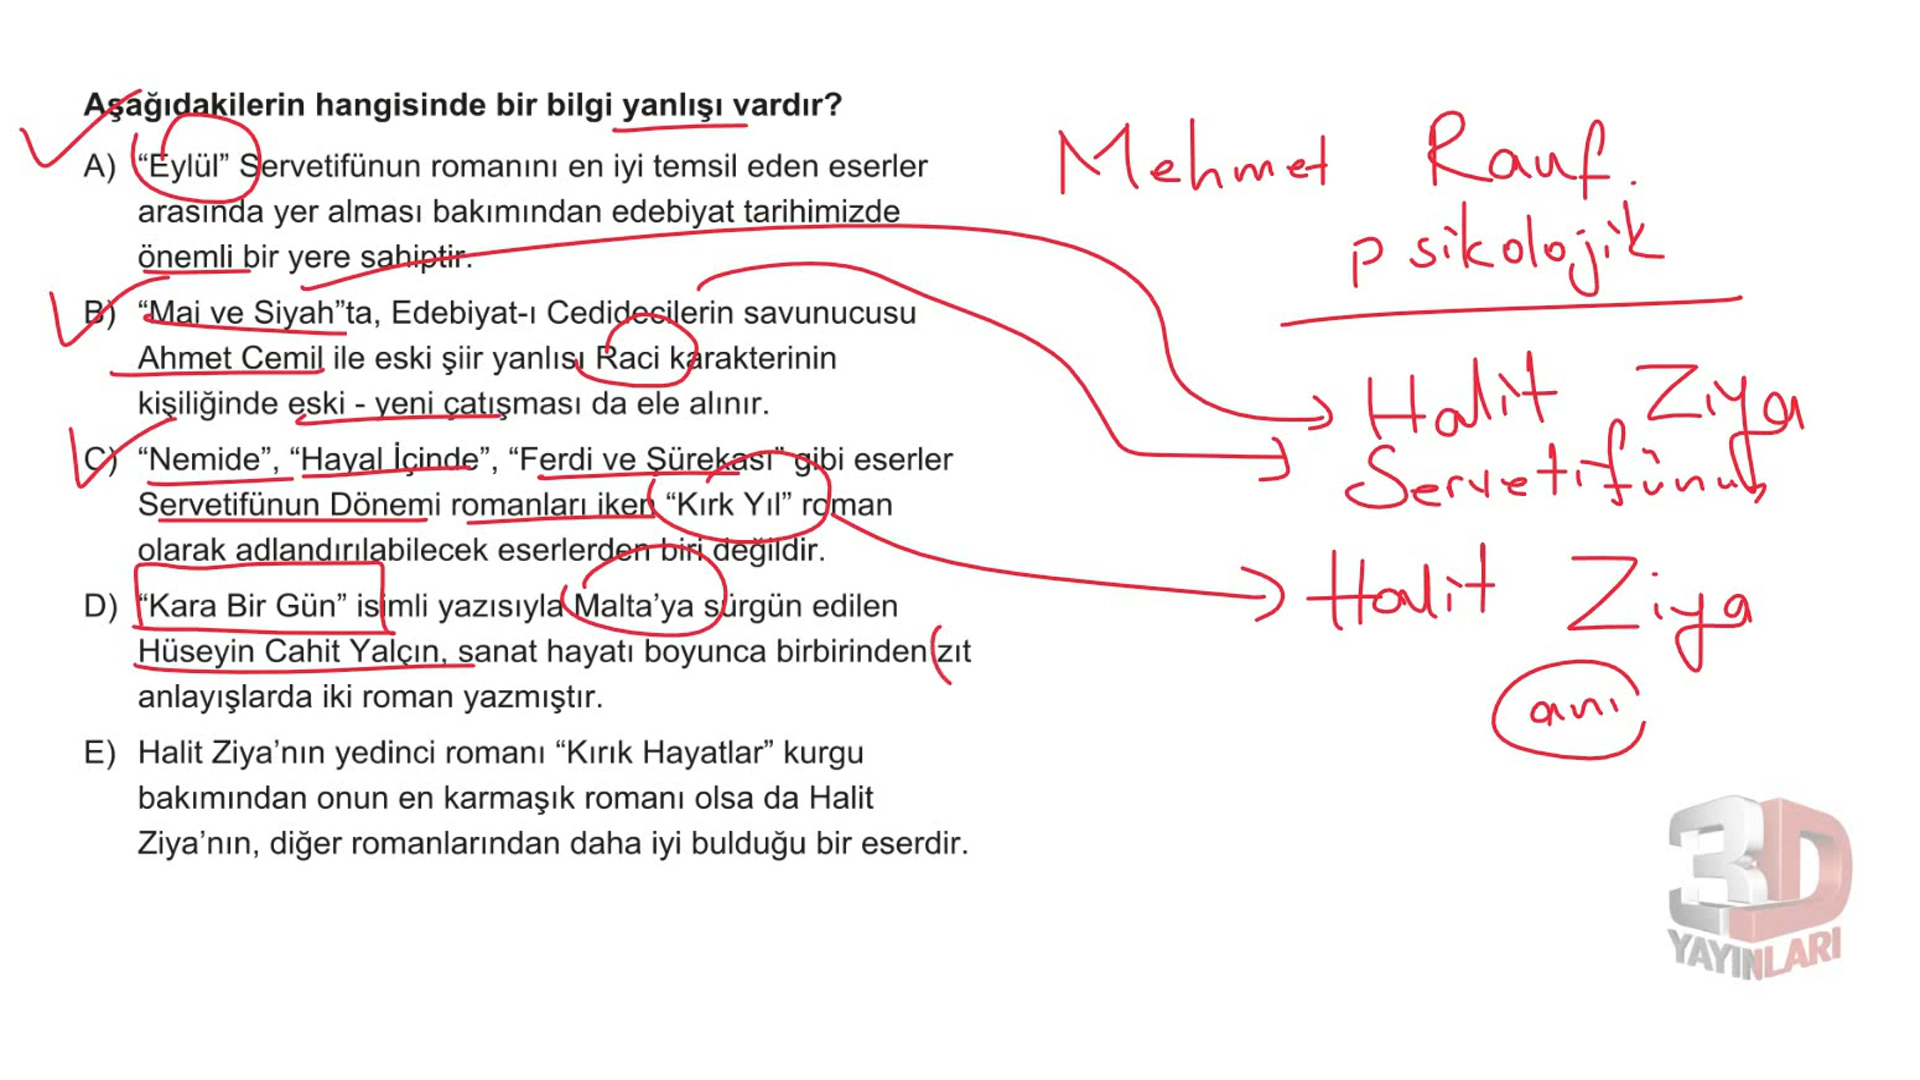 Aşağıdakilerin hangisinde bir bilgi yanlışı vardır?
A) “Eylül” Servetifünun romanını en iyi temsil eden eserler
arasında yer alması bakımından edebiyat tarihimizde
önemli bir yere sahiptir.
B) “Mai ve Siyah”ta, Edebiyat-ı Cedidecilerin savunucusu
Ahmet Cemil ile eski şiir yanlısı Raci karakterinin
kişiliğinde eski - yeni çatışması da ele alınır.
C) “Nemide”, “Hayal İçinde”, “Ferdi ve Şürekası” gibi eserler
Servetifünun Dönemi romanları iken “Kırk Yıl” roman
olarak adlandırılabilecek eserlerden biri değildir.
D) “Kara Bir Gün” isimli yazısıyla Malta’ya sürgün edilen
Hüseyin Cahit Yalçın, sanat hayatı boyunca birbirinden zıt
anlayışlarda iki roman yazmıştır.
E) Halit Ziya’nın yedinci romanı “Kırık Hayatlar” kurgu
bakımından onun en karmaşık romanı olsa da Halit
Ziya’nın, diğer romanlarından daha iyi bulduğu bir eserdir.
Mehmet Rauf.
psikolojik
Halit Ziya
Servetifünun
Halit Ziya
anı
3D
YAYINLARI